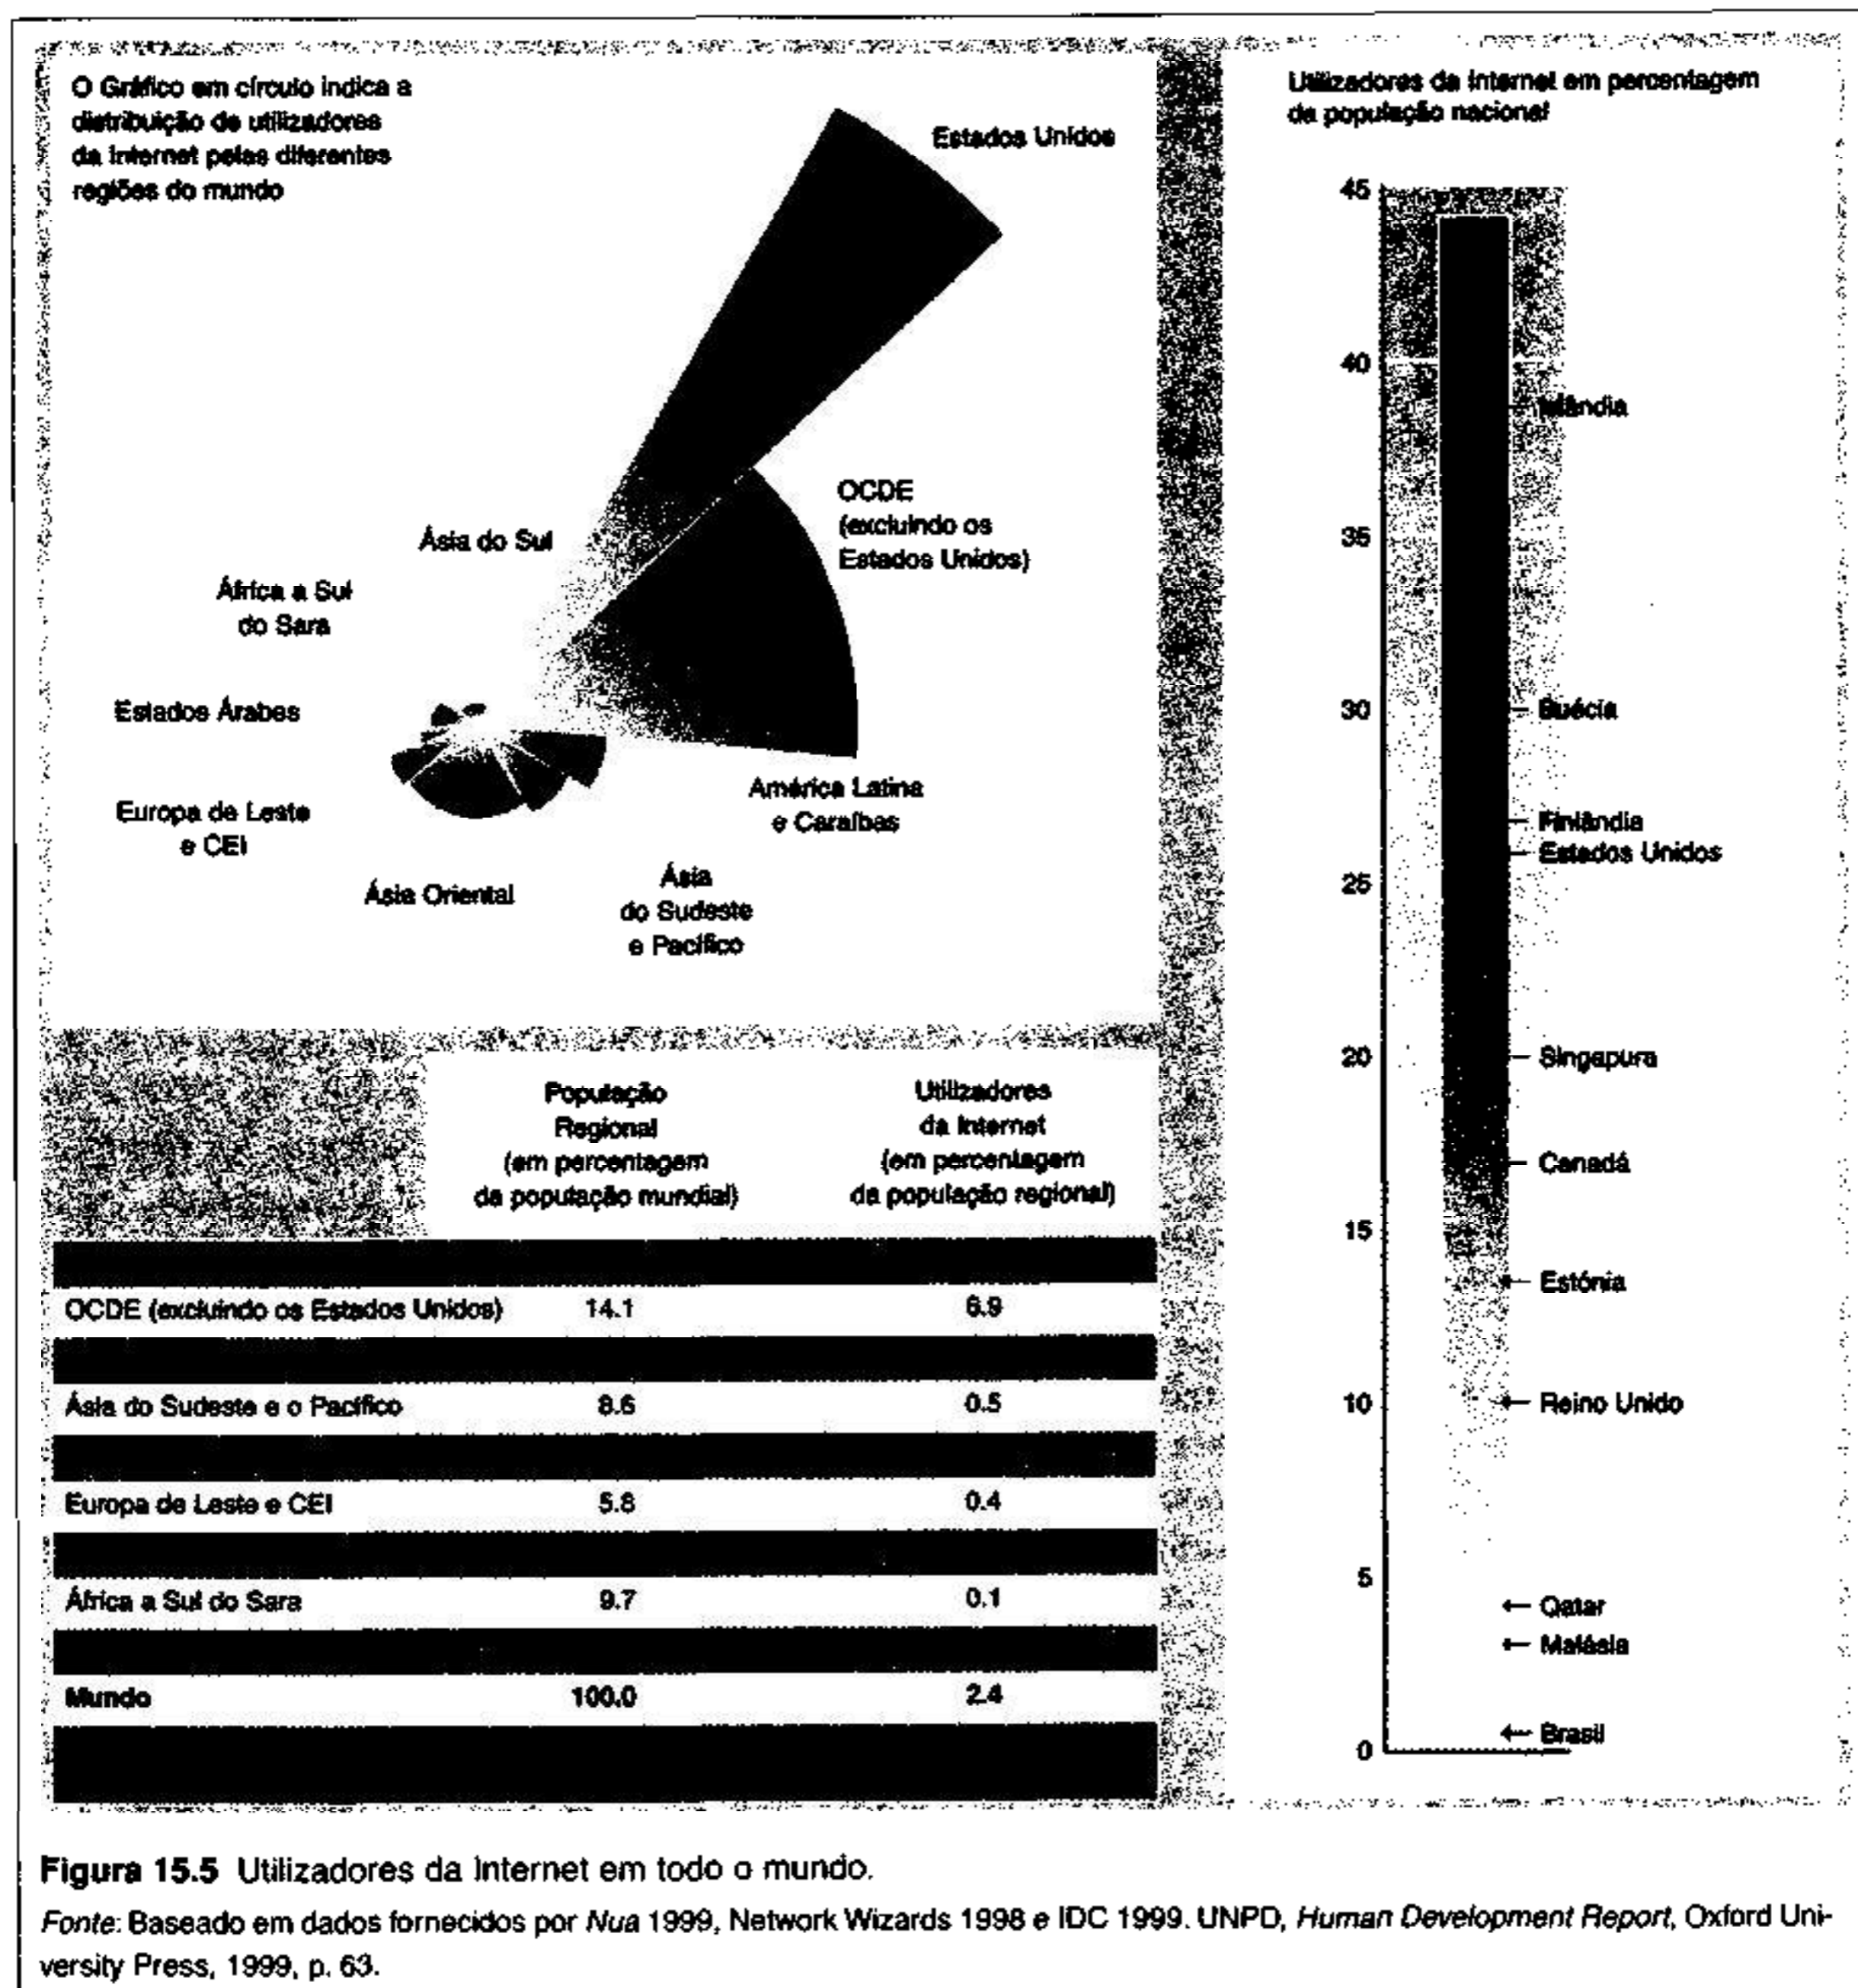 O Gráfico em círculo indica a
distribuição de utilizadores
da Internet pelas diferentes
regiões do mundo
Estados Unidos
OCDE
(excluindo os
Estados Unidos)
Ásia do Sul
África a Sul
do Sara
Estados Árabes
América Latina
e Caraíbas
Europa de Leste
e CEI
Ásia Oriental
Ásia
do Sudeste
e Pacífico
População
Regional
(em percentagem
da população mundial)
Utilizadores
da Internet
(em percentagem
da população regional)
OCDE (excluindo os Estados Unidos) 14.1 6.9
Ásia do Sudeste e o Pacífico 8.6 0.5
Europa de Leste e CEI 5.8 0.4
África a Sul do Sara 9.7 0.1
Mundo 100.0 2.4
Utilizadores da Internet em percentagem
da população nacional
45
40
Islândia
35
30 Suécia
Finlândia
Estados Unidos
25
20 Singapura
Canadá
15
Estónia
10 Reino Unido
5
Qatar
Malásia
Brasil
0
Figura 15.5 Utilizadores da Internet em todo o mundo.
Fonte: Baseado em dados fornecidos por Nua 1999, Network Wizards 1998 e IDC 1999. UNPD, Human Development Report, Oxford Uni-
versity Press, 1999, p. 63.